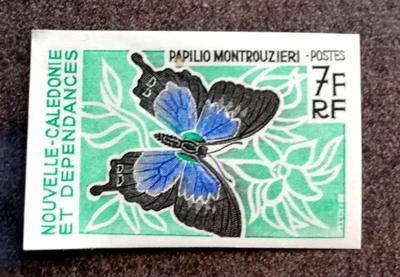 PAPILIO MONTROUZIERI - POSTES
7F
RF
NOUVELLE-CALEDONIE
ET DEPENDANCES